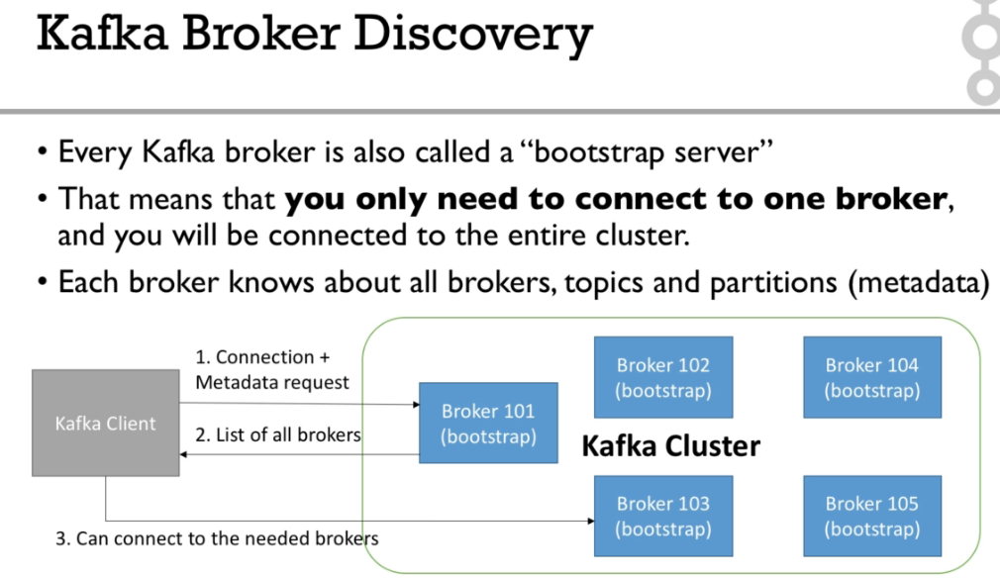 Kafka Broker Discovery
• Every Kafka broker is also called a “bootstrap server”
• That means that you only need to connect to one broker,
and you will be connected to the entire cluster.
• Each broker knows about all brokers, topics and partitions (metadata)
Kafka Client
1. Connection +
Metadata request
2. List of all brokers
3. Can connect to the needed brokers
Broker 101
(bootstrap)
Broker 102
(bootstrap)
Broker 104
(bootstrap)
Kafka Cluster
Broker 103
(bootstrap)
Broker 105
(bootstrap)